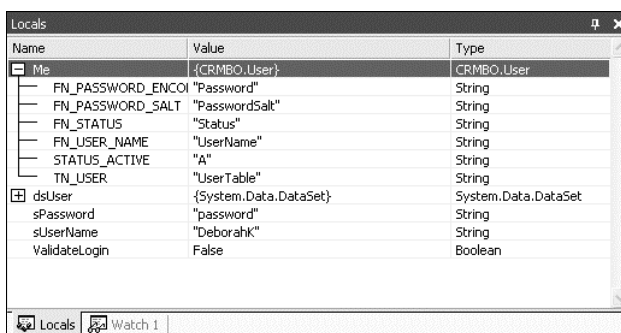 Locals
Name Value Type
Me {CRMBO.User} CRMBO.User
FN_PASSWORD_ENCO "Password" String
FN_PASSWORD_SALT "PasswordSalt" String
FN_STATUS "Status" String
FN_USER_NAME "UserName" String
STATUS_ACTIVE "A" String
TN_USER "UserTable" String
dsUser {System.Data.DataSet} System.Data.DataSet
sPassword "password" String
sUserName "DeborahK" String
ValidateLogin False Boolean
Locals Watch 1